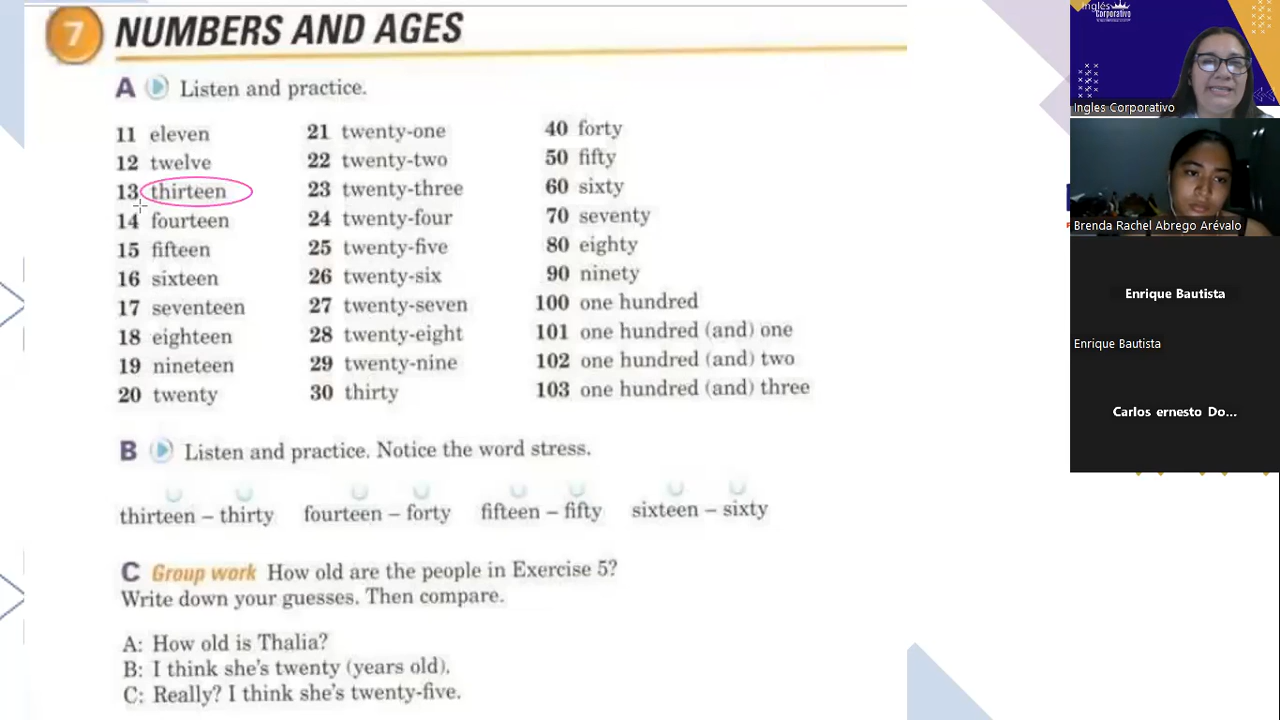 7 NUMBERS AND AGES
A Listen and practice.
11 eleven
12 twelve
13 thirteen
14 fourteen
15 fifteen
16 sixteen
17 seventeen
18 eighteen
19 nineteen
20 twenty
21 twenty-one
22 twenty-two
23 twenty-three
24 twenty-four
25 twenty-five
26 twenty-six
27 twenty-seven
28 twenty-eight
29 twenty-nine
30 thirty
40 forty
50 fifty
60 sixty
70 seventy
80 eighty
90 ninety
100 one hundred
101 one hundred (and) one
102 one hundred (and) two
103 one hundred (and) three
B Listen and practice. Notice the word stress.
thirteen – thirty fourteen – forty fifteen – fifty sixteen – sixty
C Group work How old are the people in Exercise 5?
Write down your guesses. Then compare.
A: How old is Thalia?
B: I think she's twenty (years old).
C: Really? I think she's twenty-five.
Inglés
Corporativo
Ingles Corporativo
Brenda Rachel Abrego Arévalo
Enrique Bautista
Enrique Bautista
Carlos ernesto Do...